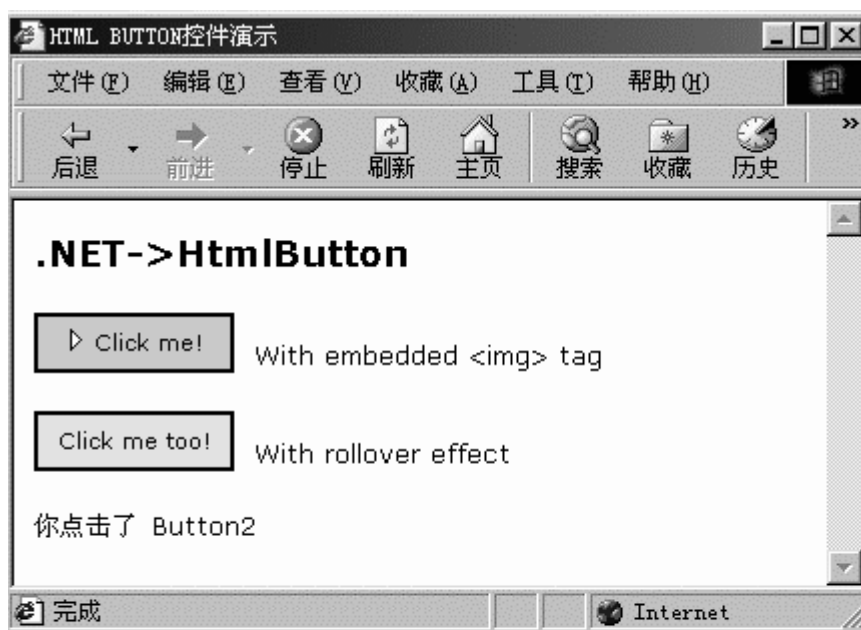 HTML BUTTON控件演示
文件(F) 编辑(E) 查看(V) 收藏(A) 工具(T) 帮助(H)
后退 前进 停止 刷新 主页 搜索 收藏 历史 »
.NET->HtmlButton
Click me! With embedded <img> tag
Click me too! With rollover effect
你点击了 Button2
完成 Internet